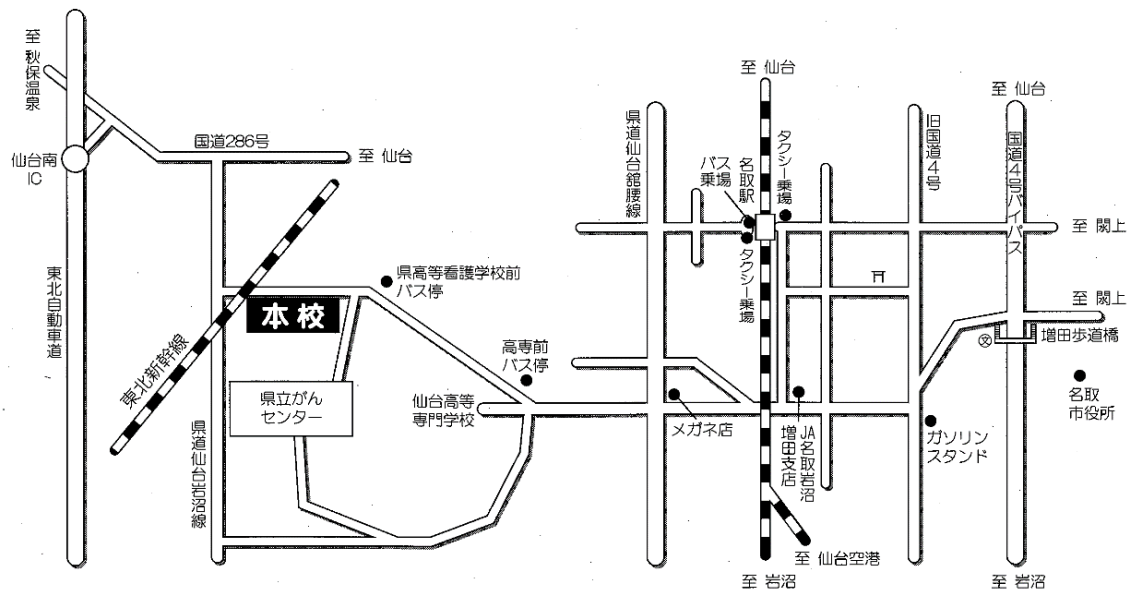 至 秋保温泉
仙台南
IC
東北自動車道
国道286号
至 仙台
東北新幹線
県道仙台岩沼線
本校
県立がん
センター
県高等看護学校前
バス停
高専前
バス停
仙台高等
専門学校
県道仙台舘腰線
メガネ店
至 仙台
バス
乗場
名取駅
タクシー乗場
タクシー乗場
JA名取岩沼
増田支店
至 仙台空港
至 岩沼
旧国道4号
ガソリン
スタンド
至 仙台
国道4号バイパス
至 閖上
至 閖上
増田歩道橋
文
名取
市役所
至 岩沼